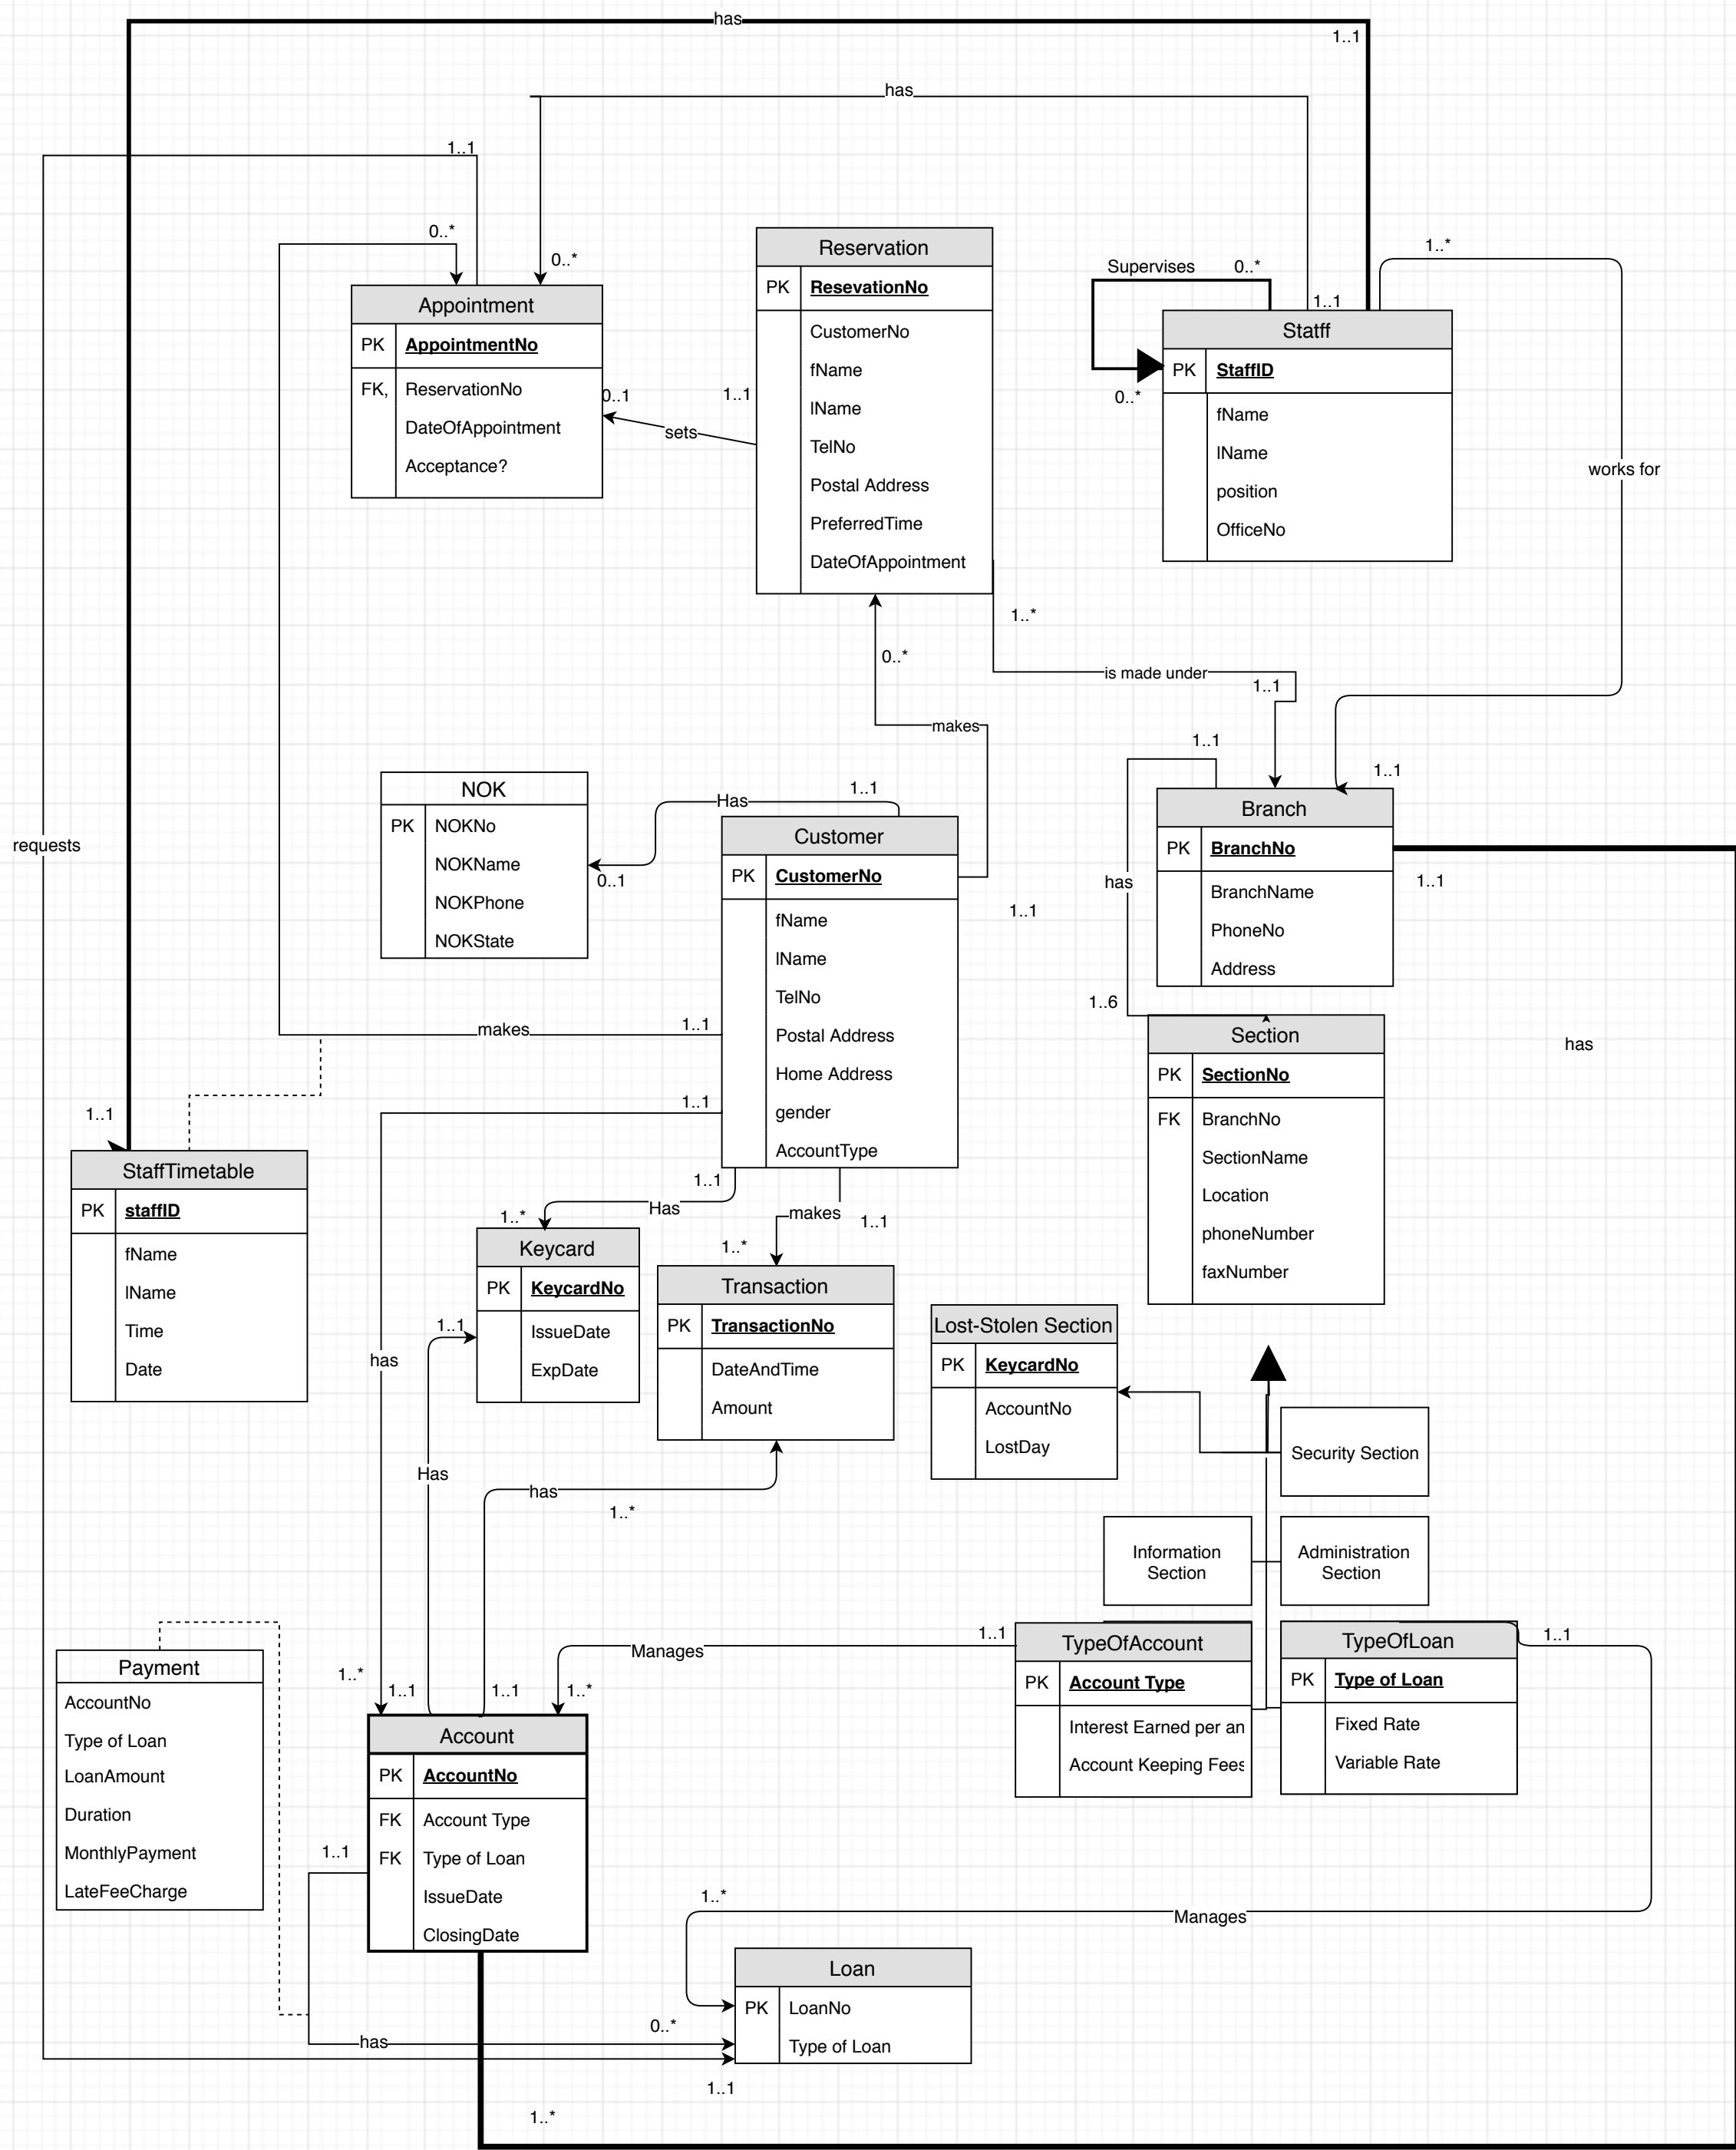 has
1..1
has
1..1
0..*
0..*
Appointment
PK AppointmentNo
FK, ReservationNo
DateOfAppointment
Acceptance?
0..1
sets
1..1
Reservation
PK ResevationNo
CustomerNo
fName
lName
TelNo
Postal Address
PreferredTime
DateOfAppointment
Supervises 0..*
0..*
1..1
1..*
Statff
PK StaffID
fName
lName
position
OfficeNo
works for
1..*
is made under
1..1
0..*
makes
1..1
1..1
NOK
PK NOKNo
NOKName
NOKPhone
NOKState
Has
1..1
0..1
requests
Customer
PK CustomerNo
fName
lName
TelNo
Postal Address
Home Address
gender
AccountType
1..1
Branch
PK BranchNo
BranchName
PhoneNo
Address
has
1..1
1..6
has
makes
1..1
1..1
Section
PK SectionNo
FK BranchNo
SectionName
Location
phoneNumber
faxNumber
1..1
StaffTimetable
PK staffID
fName
lName
Time
Date
1..1
Has
1..*
makes
1..1
1..*
Keycard
PK KeycardNo
IssueDate
ExpDate
Transaction
PK TransactionNo
DateAndTime
Amount
Lost-Stolen Section
PK KeycardNo
AccountNo
LostDay
1..1
has
Has
has
1..*
Security Section
Information
Section
Administration
Section
Payment
AccountNo
Type of Loan
LoanAmount
Duration
MonthlyPayment
LateFeeCharge
Manages
1..1
TypeOfAccount
PK Account Type
Interest Earned per an
Account Keeping Fees
TypeOfLoan
PK Type of Loan
Fixed Rate
Variable Rate
1..1
1..*
1..1
1..1
1..*
Account
PK AccountNo
FK Account Type
FK Type of Loan
IssueDate
ClosingDate
1..1
1..*
Manages
Loan
PK LoanNo
Type of Loan
0..*
has
1..1
1..*